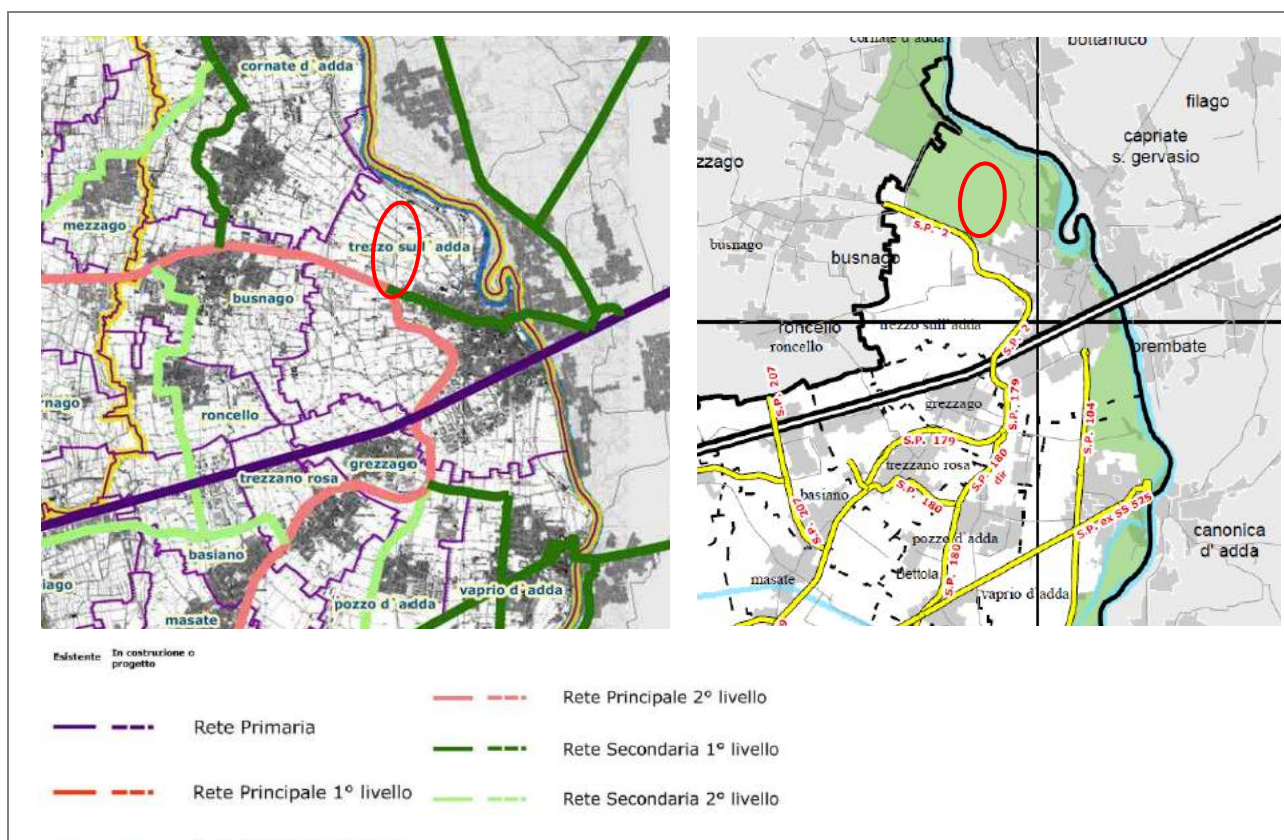 cornate d`adda
mezzago
trezzo sull`adda
busnago
roncello
grezzago
trezzano rosa
basiano
pozzo d`adda
vaprio d`adda
masate
cornate d'adda
bottanuco
filago
capriate
s. gervasio
zzago
busnago
busnago
S.P.- 2
roncello
roncello
trezzo sull'adda
S.P.- 2
brembate
S.P. 207
grezzago
S.P.. 179
S.P. 104
S.P. 179
trezzano rosa
S.P.- 180
dir
basiano
S.P. 207
S.P.. 180
S.P.- ex SS 525
pozzo d'adda
canonica
d' adda
masate
Bettola
S.P. 180
vaprio d'adda
Esistente
In costruzione o
progetto
Rete Principale 2° livello
Rete Primaria
Rete Secondaria 1° livello
Rete Principale 1° livello
Rete Secondaria 2° livello